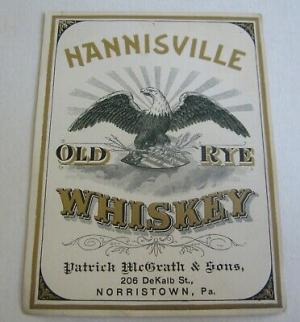 HANNISVILLE
OLD RYE
WHISKEY
Patrick McGrath & Sons,
206 DeKalb St.,
NORRISTOWN, Pa.